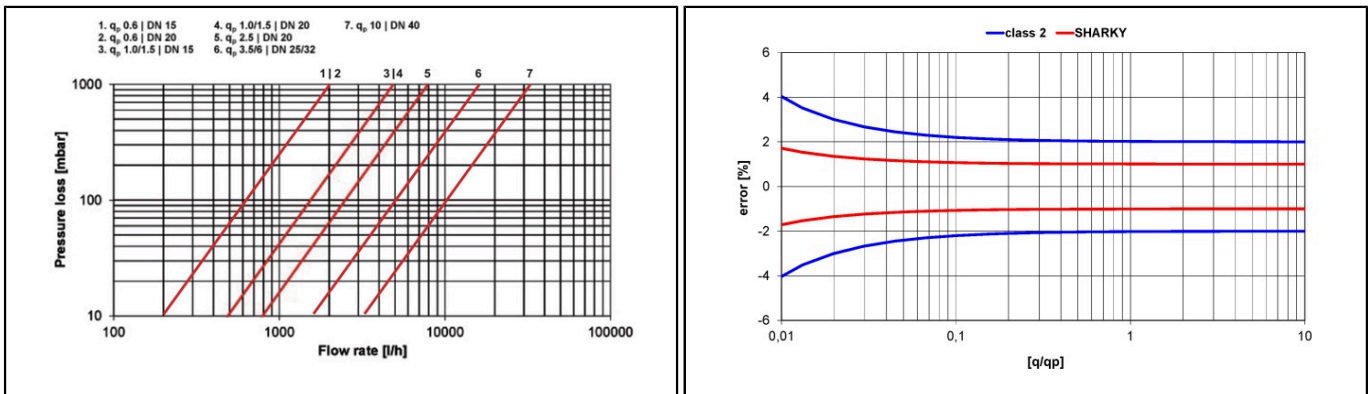 1. qp 0.6 | DN 15 4. qp 1.0/1.5 | DN 20 7. qp 10 | DN 40
2. qp 0.6 | DN 20 5. qp 2.5 | DN 20
3. qp 1.0/1.5 | DN 15 6. qp 3.5/6 | DN 25/32
1 | 2 3 | 4 5 6 7
1000
100
10
Pressure loss [mbar]
100 1000 10000 100000
Flow rate [l/h]
class 2 SHARKY
6
4
2
0
-2
-4
-6
error [%]
0,01 0,1 1 10
[q/qp]